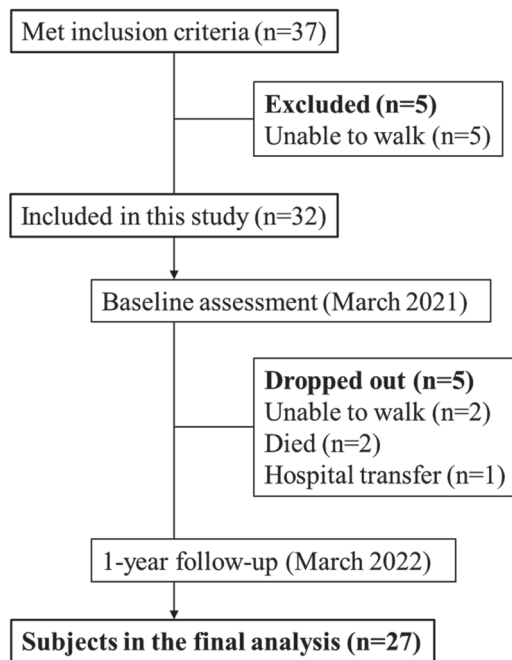 Met inclusion criteria (n=37)
Excluded (n=5)
Unable to walk (n=5)
Included in this study (n=32)
Baseline assessment (March 2021)
Dropped out (n=5)
Unable to walk (n=2)
Died (n=2)
Hospital transfer (n=1)
1-year follow-up (March 2022)
Subjects in the final analysis (n=27)